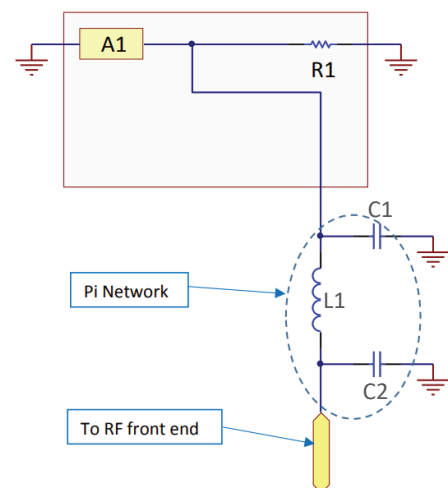 A1
R1
C1
Pi Network
L1
C2
To RF front end